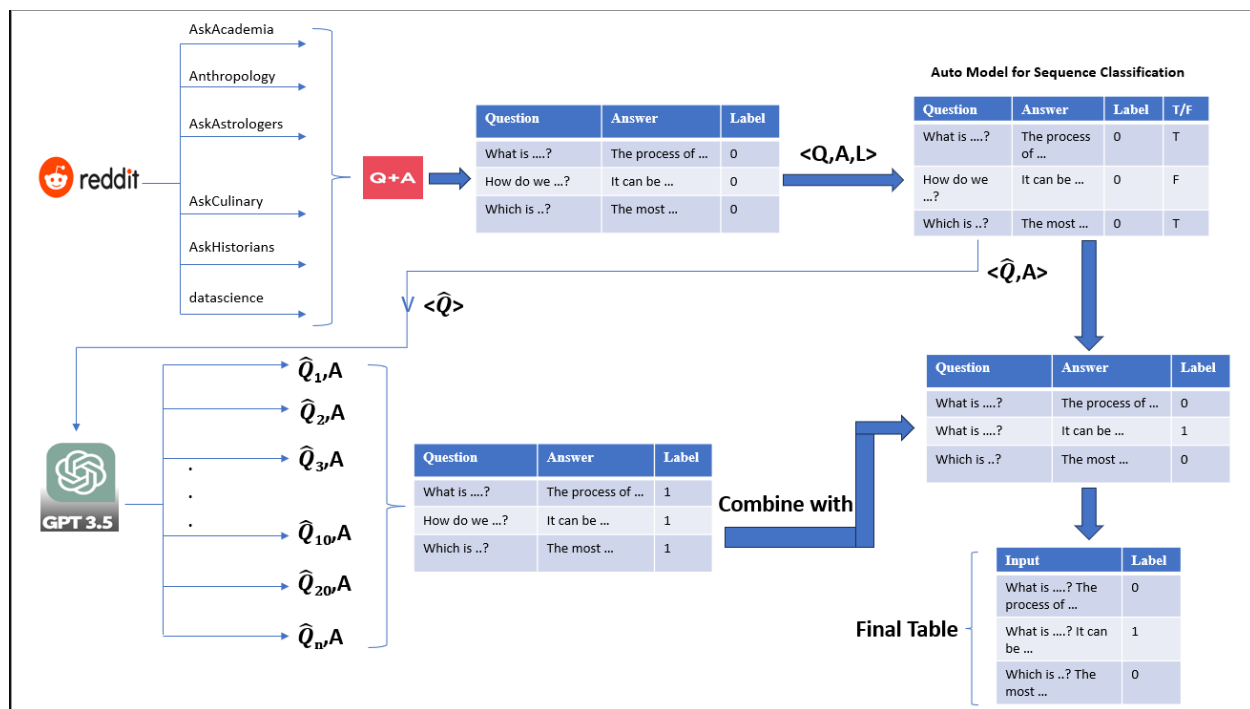 AskAcademia
Anthropology
AskAstrologers
AskCulinary
AskHistorians
datascience
reddit
Q+A
Question Answer Label
What is ....? The process of ... 0
How do we ...? It can be ... 0
Which is ..? The most ... 0
<Q,A,L>
Auto Model for Sequence Classification
Question Answer Label T/F
What is ....? The process 0 T
of ...
How do we It can be ... 0 F
...?
Which is ..? The most ... 0 T
<Q̂,A>
<Q̂>
GPT 3.5
Q̂₁,A
Q̂₂,A
Q̂₃,A
.
.
.
Q̂₁₀,A
Q̂₂₀,A
Q̂ₙ,A
Question Answer Label
What is ....? The process of ... 1
How do we ...? It can be ... 1
Which is ..? The most ... 1
Combine with
Question Answer Label
What is ....? The process of ... 0
What is ....? It can be ... 1
Which is ..? The most ... 0
Final Table
Input Label
What is ....? The 0
process of ...
What is ....? It can 1
be ...
Which is ..? The 0
most ...